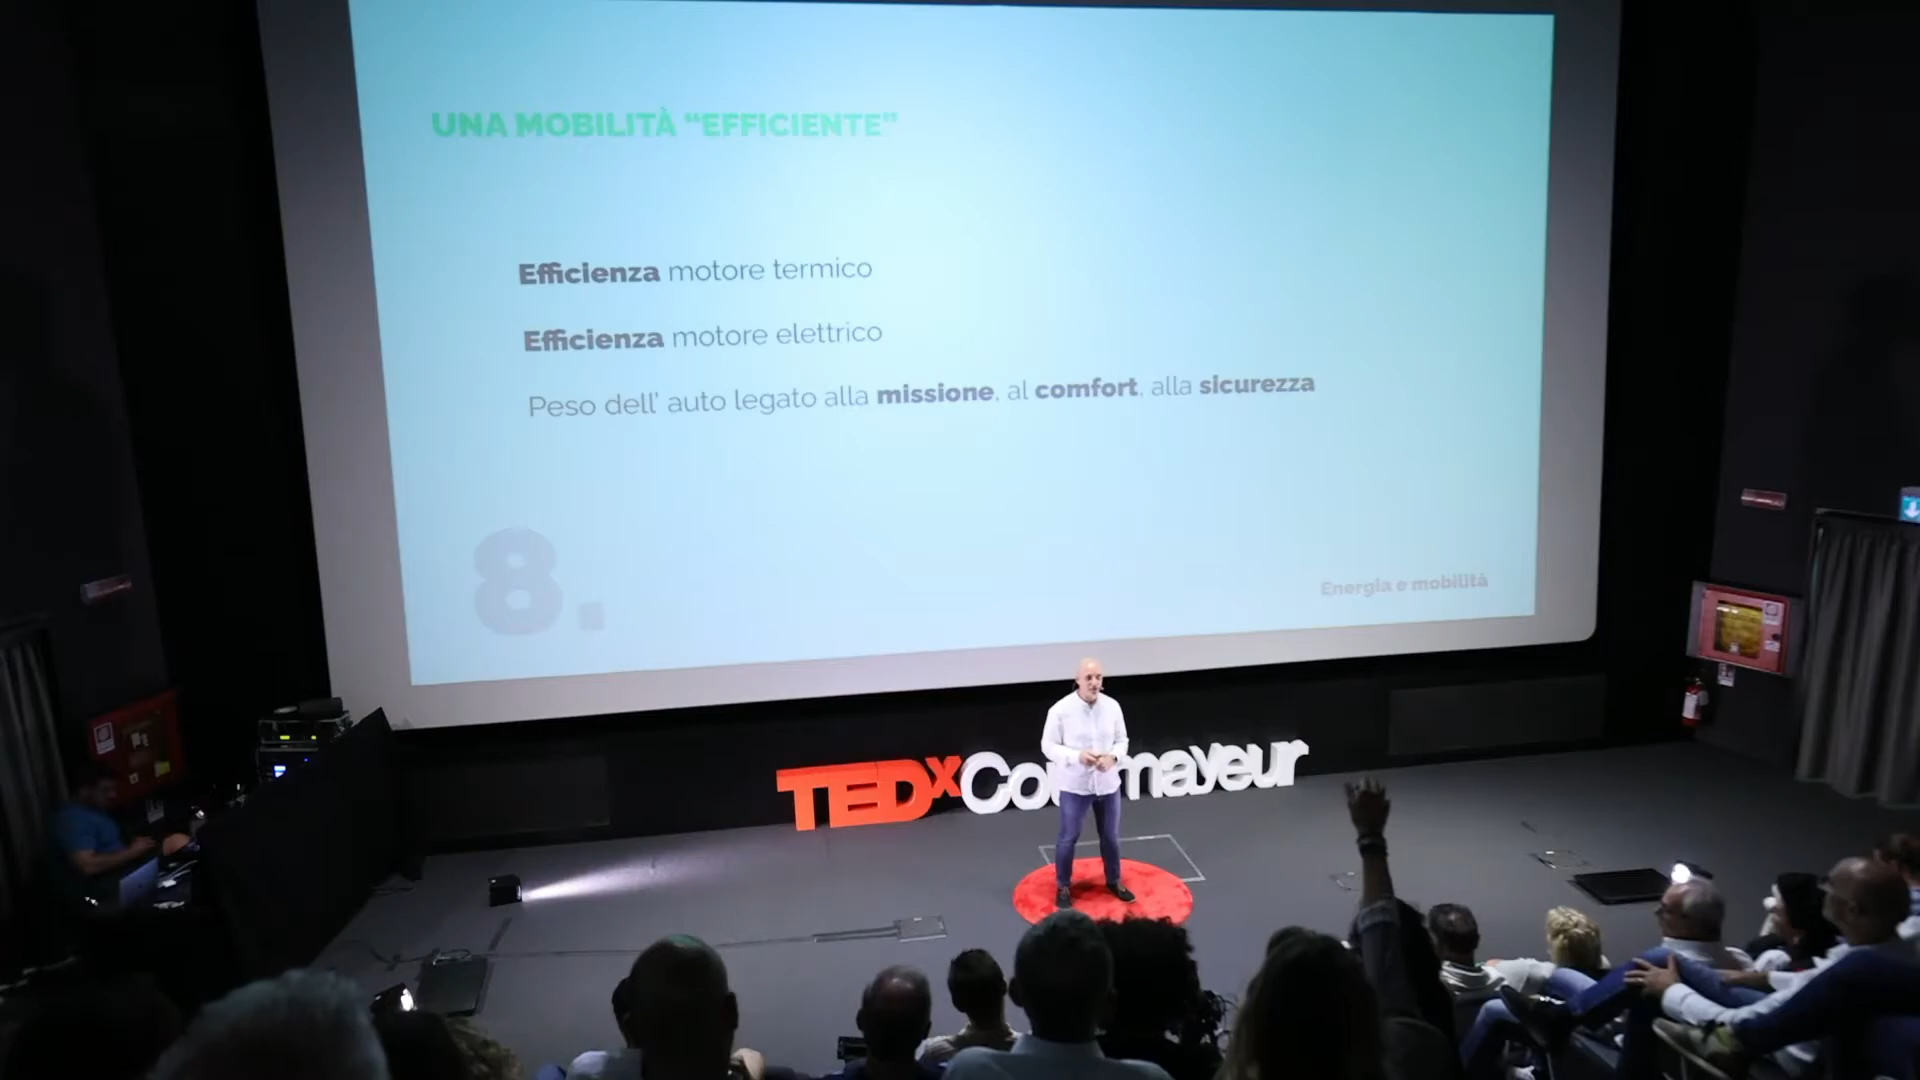 UNA MOBILITÀ “EFFICIENTE”
Efficienza motore termico
Efficienza motore elettrico
Peso dell’ auto legato alla missione, al comfort, alla sicurezza
8.
Energia e mobilità
TEDxCourmayeur